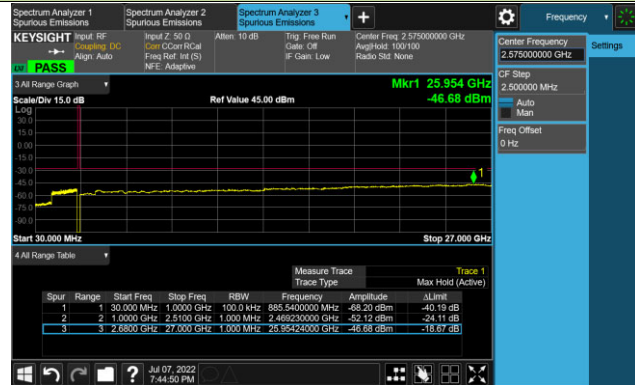 Spectrum Analyzer 1
Spurious Emissions
Spectrum Analyzer 2
Spurious Emissions
Spectrum Analyzer 3
Spurious Emissions
Frequency
KEYSIGHT
Input: RF
Coupling: DC
Align: Auto
Input Z: 50 Ω
Corr CCorr RCal
Freq Ref: Int (S)
NFE: Adaptive
Atten: 10 dB
Trig: Free Run
Gate: Off
IF Gain: Low
Center Freq: 2.575000000 GHz
Avg|Hold: 100/100
Radio Std: None
PASS
Center Frequency
2.575000000 GHz
Settings
CF Step
2.500000 MHz
Auto
Man
Freq Offset
0 Hz
3 All Range Graph
Mkr1 25.954 GHz
Scale/Div 15.0 dB
Ref Value 45.00 dBm
-46.68 dBm
Log
30.0
15.0
0.00
-15.0
-30.0
-45.0
-60.0
-75.0
-90.0
1
Start 30.000 MHz
Stop 27.000 GHz
4 All Range Table
Measure Trace Trace 1
Trace Type Max Hold (Active)
Spur Range Start Freq Stop Freq RBW Frequency Amplitude ΔLimit
1 1 30.000 MHz 1.0000 GHz 100.0 kHz 885.5400000 MHz -68.20 dBm -40.19 dB
2 2 1.0000 GHz 2.5100 GHz 1.000 MHz 2.469230000 GHz -52.12 dBm -24.11 dB
3 3 2.6800 GHz 27.000 GHz 1.000 MHz 25.95424000 GHz -46.68 dBm -18.67 dB
Jul 07, 2022
7:44:50 PM